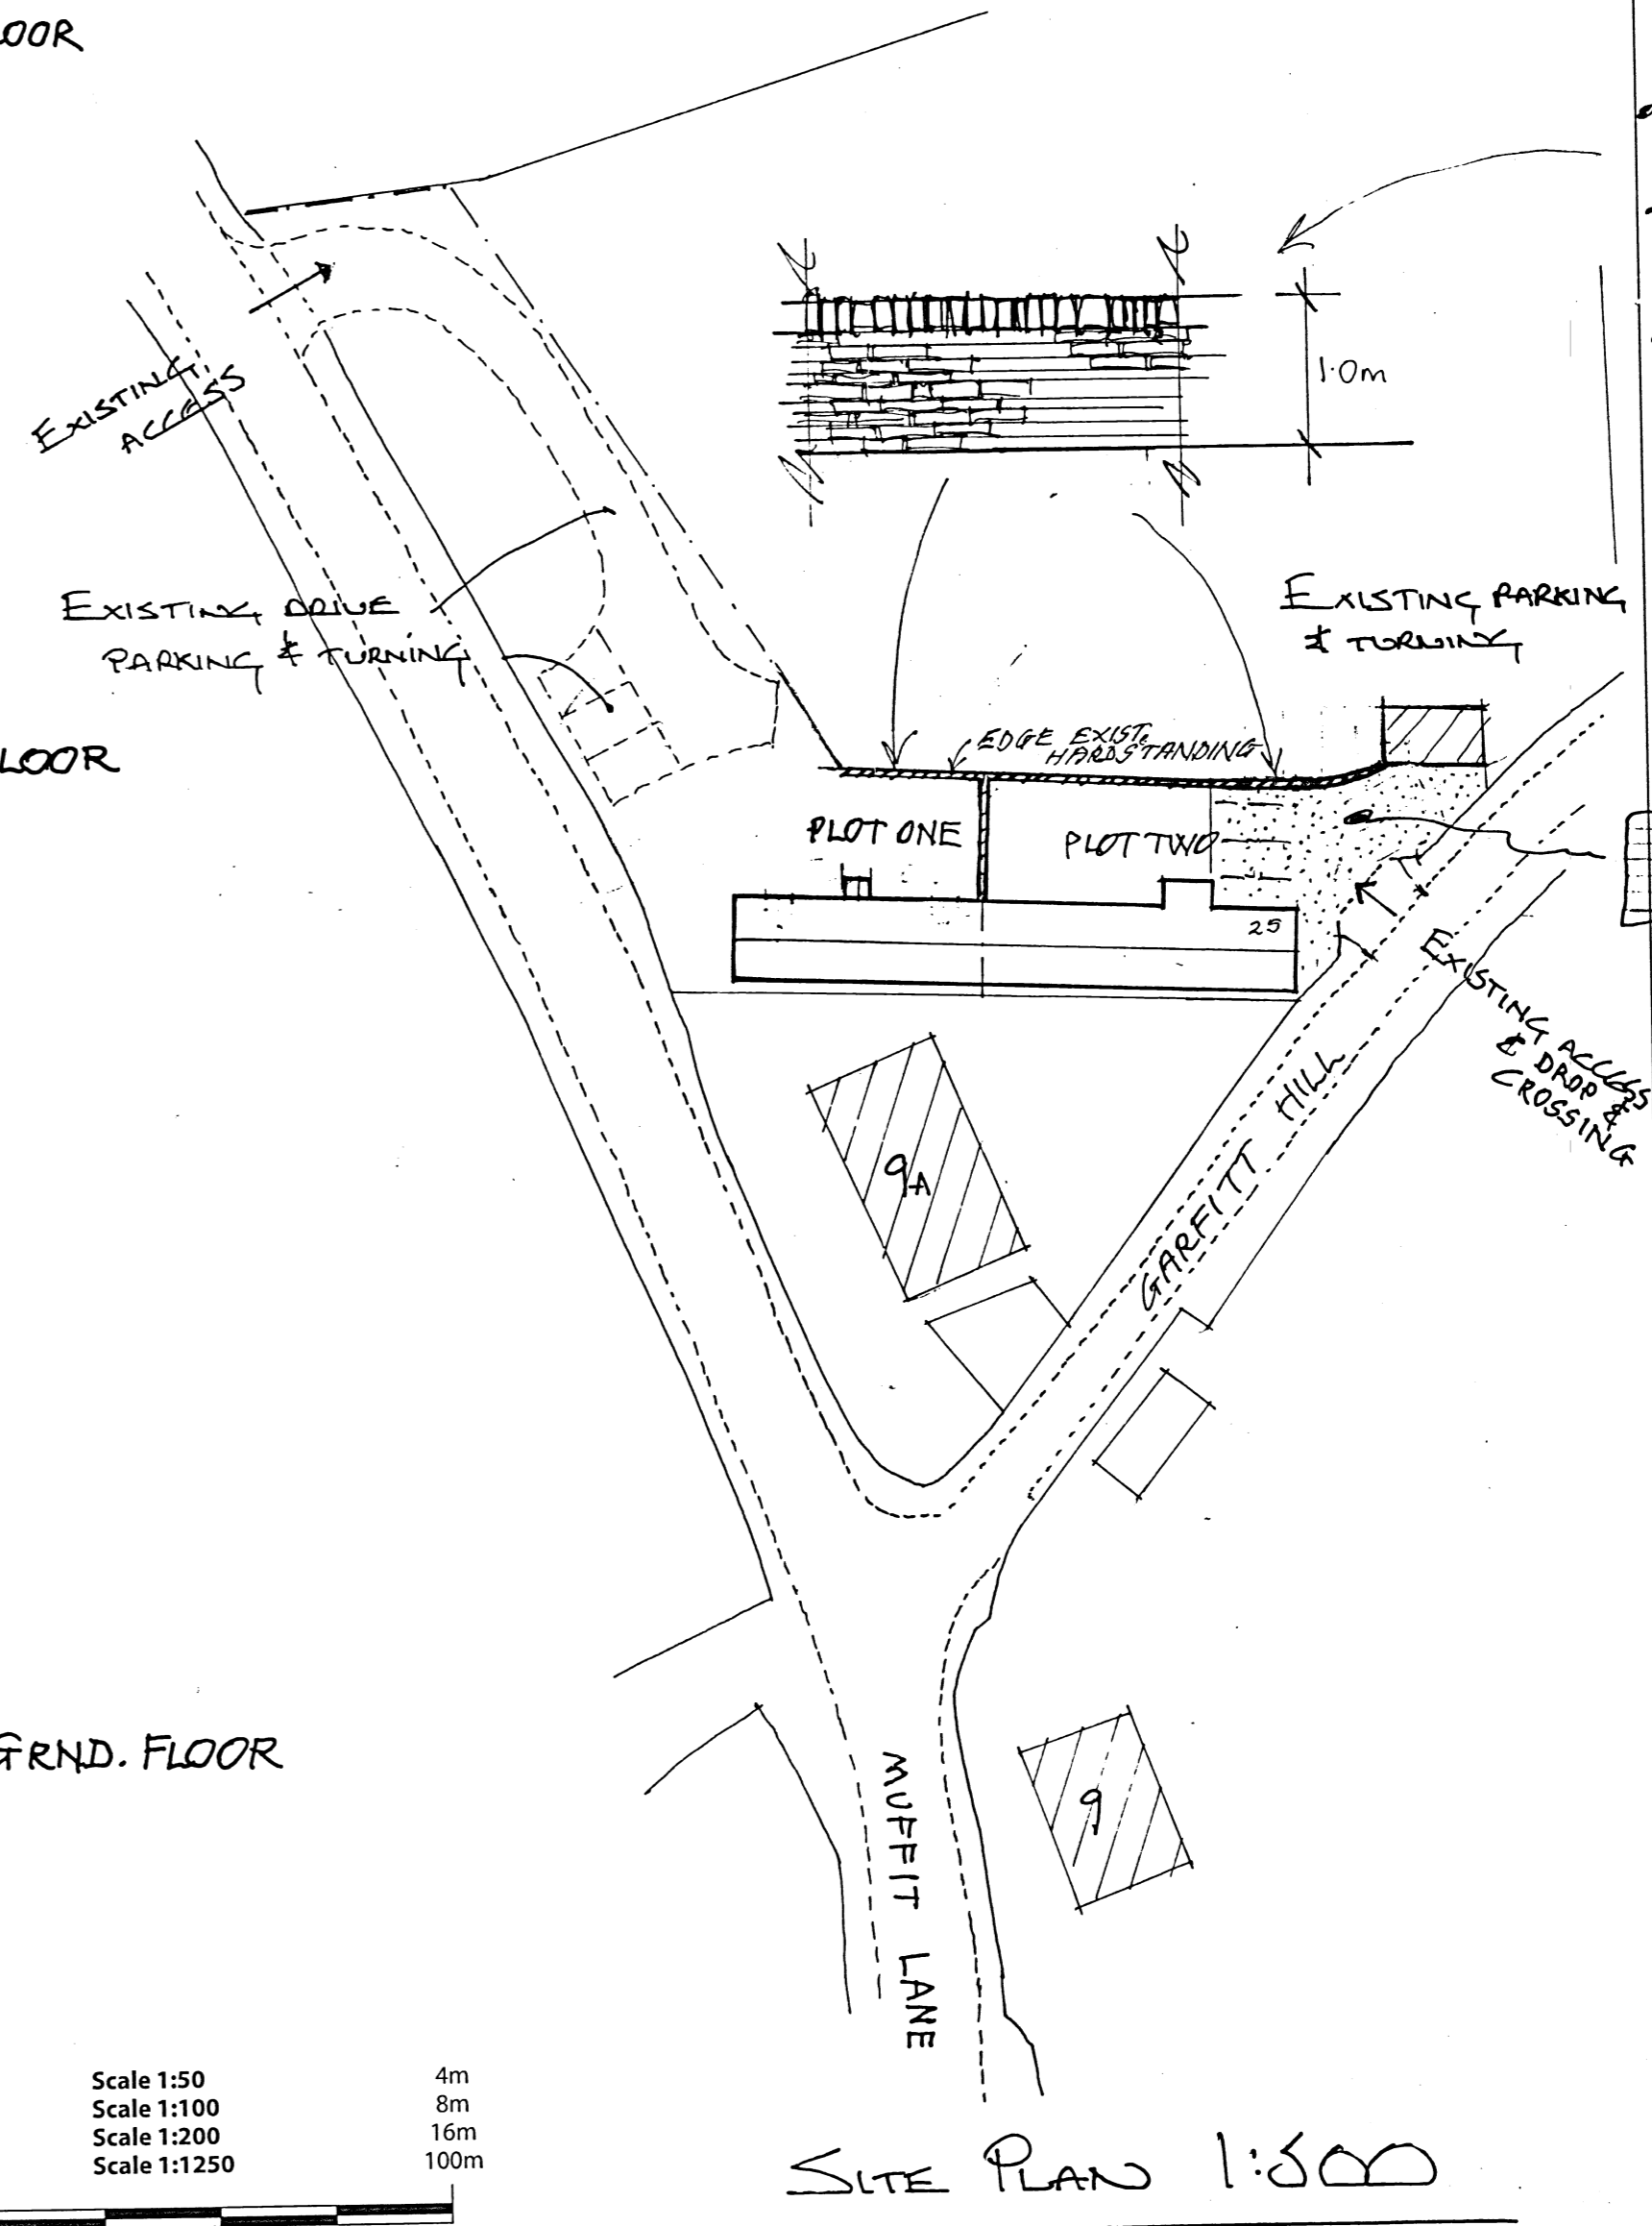 OOR
1.0m
EXISTING
ACCESS
EXISTING DRIVE
PARKING & TURNING
EXISTING PARKING
& TURNING
LOOR
EDGE EXIST.
HARDSTANDING
PLOT ONE
PLOT TWO
25
EXISTING ACCESS
& DROP &
CROSSING
GARFITT HILL
9A
GRND. FLOOR
9
MUFFIT LANE
Scale 1:50 4m
Scale 1:100 8m
Scale 1:200 16m
Scale 1:1250 100m
SITE PLAN 1:500